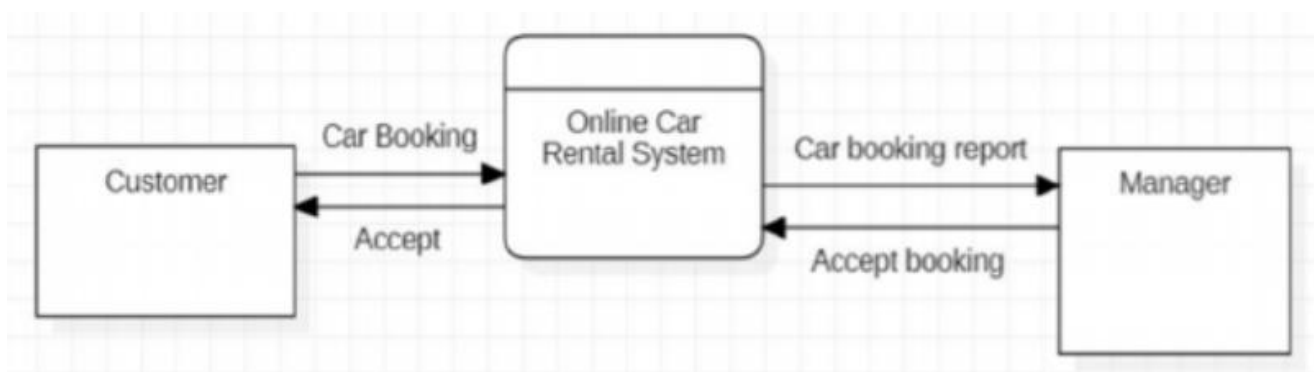 Car Booking
Customer
Accept
Online Car
Rental System
Car booking report
Manager
Accept booking